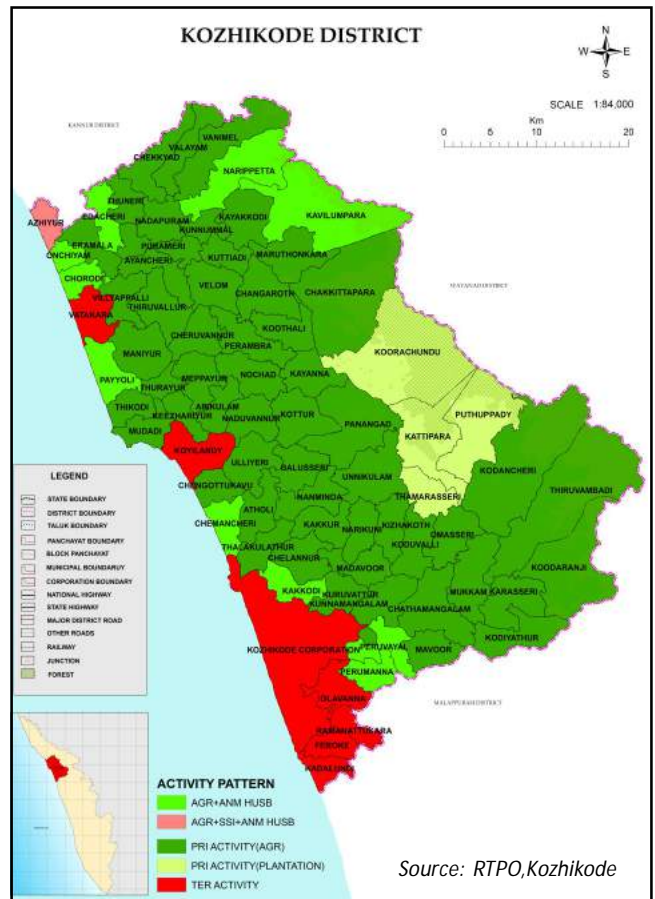 KOZHIKODE DISTRICT
N
W E
S
SCALE 1:84,000
Km
0 5 10 20
KANNUR DISTRICT
VANIMEL
VALAYAM
CHEKKYAD
NARIPPETTA
THUNERI
EDACHERI
AZHIYUR
NADAPURAM
KAYAKKODI
KAVILUMPARA
KUNNUMMAL
ERAMALA
ONCHIYAM
PURAMERI
AYANCHERI
KUTTIADI
MARUTHONKARA
WAYANAD DISTRICT
CHORODI
VILLYAPPALLI
VELOM
CHANGAROTH
CHAKKITTAPARA
VATAKARA
THIRUVALLUR
CHERUVANNUR
KOOTHALI
PERAMBRA
KOORACHUNDU
MANIYUR
PAYYOLI
THURAYUR
MEPPAYUR
NOCHAD
KAYANNA
PUTHUPPADY
THIKODI
KEEZHARIYUR
ARIKULAM
NADUVANNUR
KOTTUR
PANANGAD
KATTIPARA
MUDADI
KOYILANDY
ULLIYERI
BALUSSERI
UNNIKULAM
KODANCHERI
CHENGOTTUKAVU
NANMINDA
THAMARASSERI
THIRUVAMBADI
CHEMANCHERI
ATHOLI
KAKKUR
NARIKUNI
KIZHAKOTH
OMASSERI
THALAKULATHUR
CHELANNUR
KODUVALLI
MADAVOOR
KOODARANJI
KAKKODI
KURUVATTUR
KUNNAMANGALAM
CHATHAMANGALAM
MUKKAM
KARASSERI
KODIYATHUR
KOZHIKODE CORPORATION
PERUVAYAL
MAVOOR
PERUMANNA
OLAVANNA
MALAPPURAM DISTRICT
RAMANATTUKARA
FEROKE
KADALUNDI
LEGEND
STATE BOUNDARY
DISTRICT BOUNDARY
TALUK BOUNDARY
PANCHAYAT BOUNDARY
BLOCK PANCHAYAT
MUNICIPAL BOUNDARUY
CORPORATION BOUNDARY
NATIONAL HIGHWAY
STATE HIGHWAY
MAJOR DISTRICT ROAD
OTHER ROADS
RAILWAY
JUNCTION
FOREST
ACTIVITY PATTERN
AGR+ANM HUSB
AGR+SSI+ANM HUSB
PRI ACTIVITY(AGR)
PRI ACTIVITY(PLANTATION)
TER ACTIVITY
Source: RTPO,Kozhikode